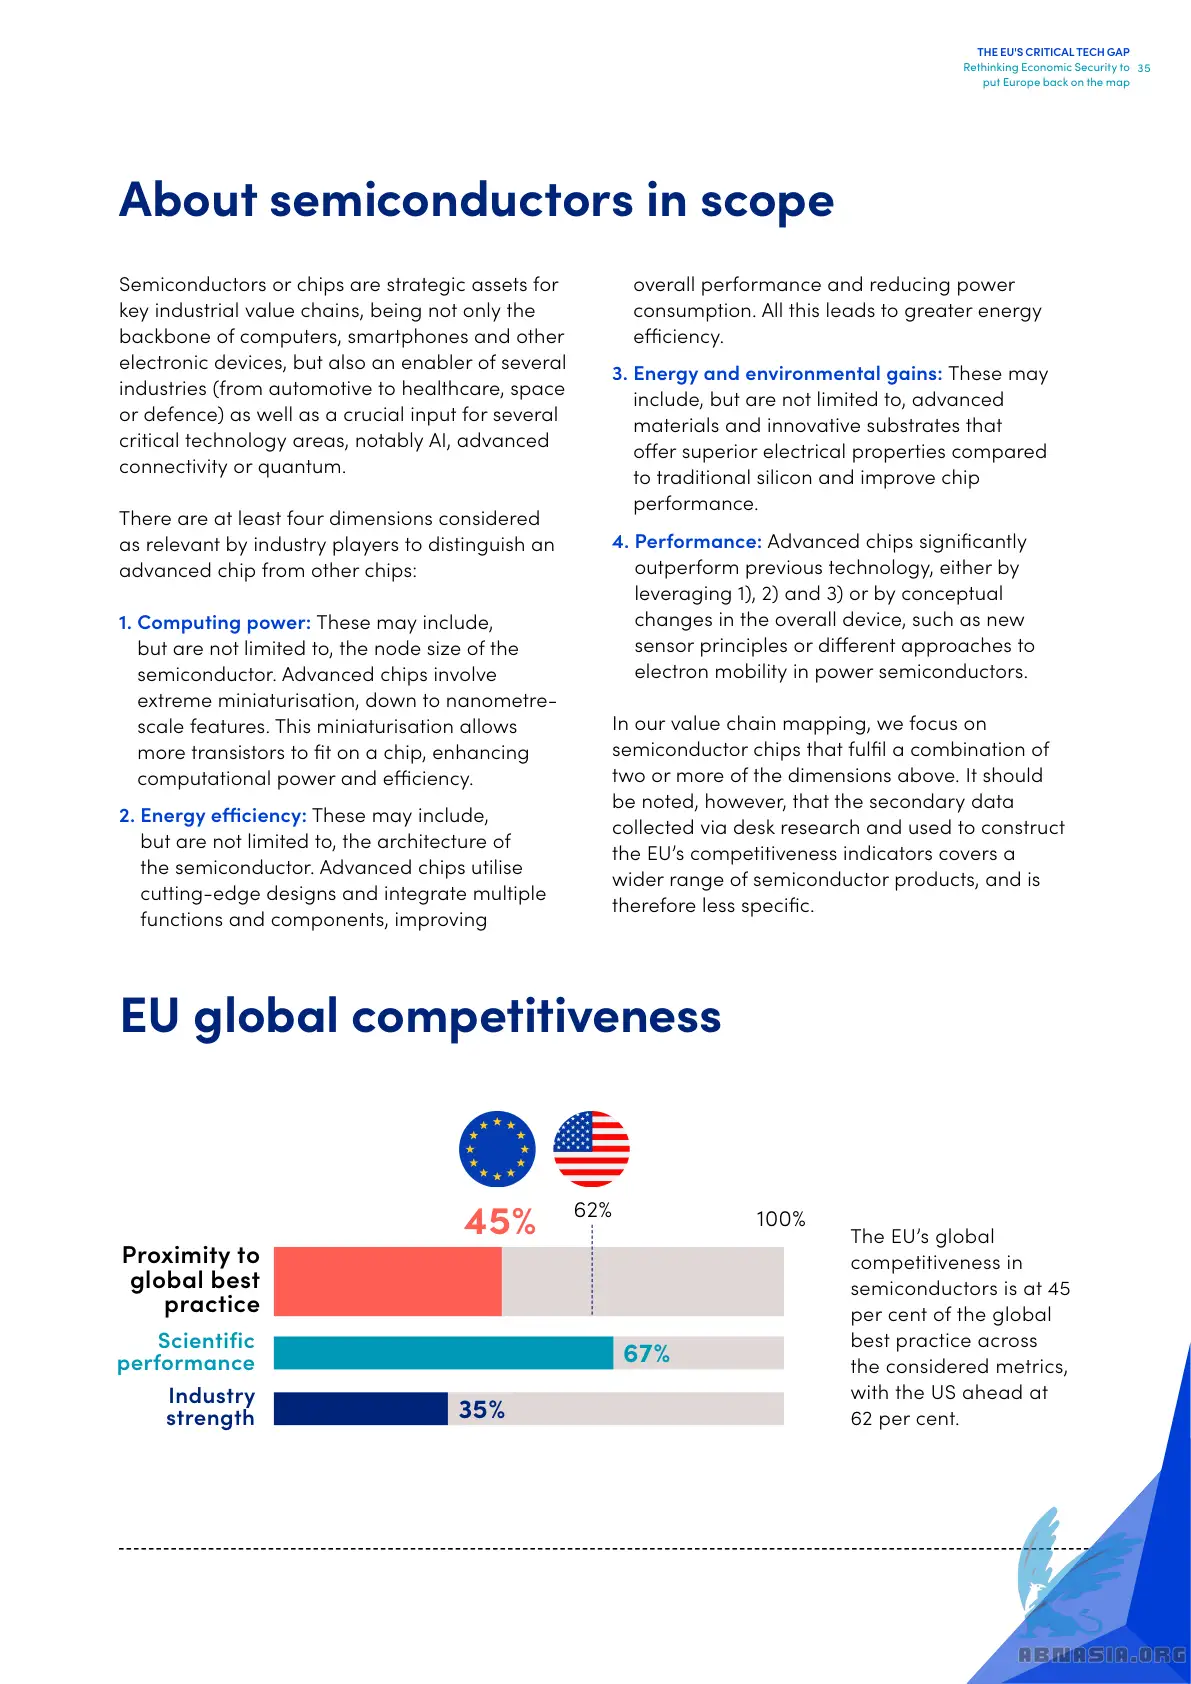 THE EU'S CRITICAL TECH GAP
Rethinking Economic Security to
put Europe back on the map
35
About semiconductors in scope
Semiconductors or chips are strategic assets for
key industrial value chains, being not only the
backbone of computers, smartphones and other
electronic devices, but also an enabler of several
industries (from automotive to healthcare, space
or defence) as well as a crucial input for several
critical technology areas, notably AI, advanced
connectivity or quantum.
There are at least four dimensions considered
as relevant by industry players to distinguish an
advanced chip from other chips:
1. Computing power: These may include,
but are not limited to, the node size of the
semiconductor. Advanced chips involve
extreme miniaturisation, down to nanometre-
scale features. This miniaturisation allows
more transistors to fit on a chip, enhancing
computational power and efficiency.
2. Energy efficiency: These may include,
but are not limited to, the architecture of
the semiconductor. Advanced chips utilise
cutting-edge designs and integrate multiple
functions and components, improving
overall performance and reducing power
consumption. All this leads to greater energy
efficiency.
3. Energy and environmental gains: These may
include, but are not limited to, advanced
materials and innovative substrates that
offer superior electrical properties compared
to traditional silicon and improve chip
performance.
4. Performance: Advanced chips significantly
outperform previous technology, either by
leveraging 1), 2) and 3) or by conceptual
changes in the overall device, such as new
sensor principles or different approaches to
electron mobility in power semiconductors.
In our value chain mapping, we focus on
semiconductor chips that fulfil a combination of
two or more of the dimensions above. It should
be noted, however, that the secondary data
collected via desk research and used to construct
the EU's competitiveness indicators covers a
wider range of semiconductor products, and is
therefore less specific.
EU global competitiveness
45%
62%
100%
Proximity to
global best
practice
Scientific
performance
67%
Industry
strength
35%
The EU's global
competitiveness in
semiconductors is at 45
per cent of the global
best practice across
the considered metrics,
with the US ahead at
62 per cent.
ABNASIA.ORG